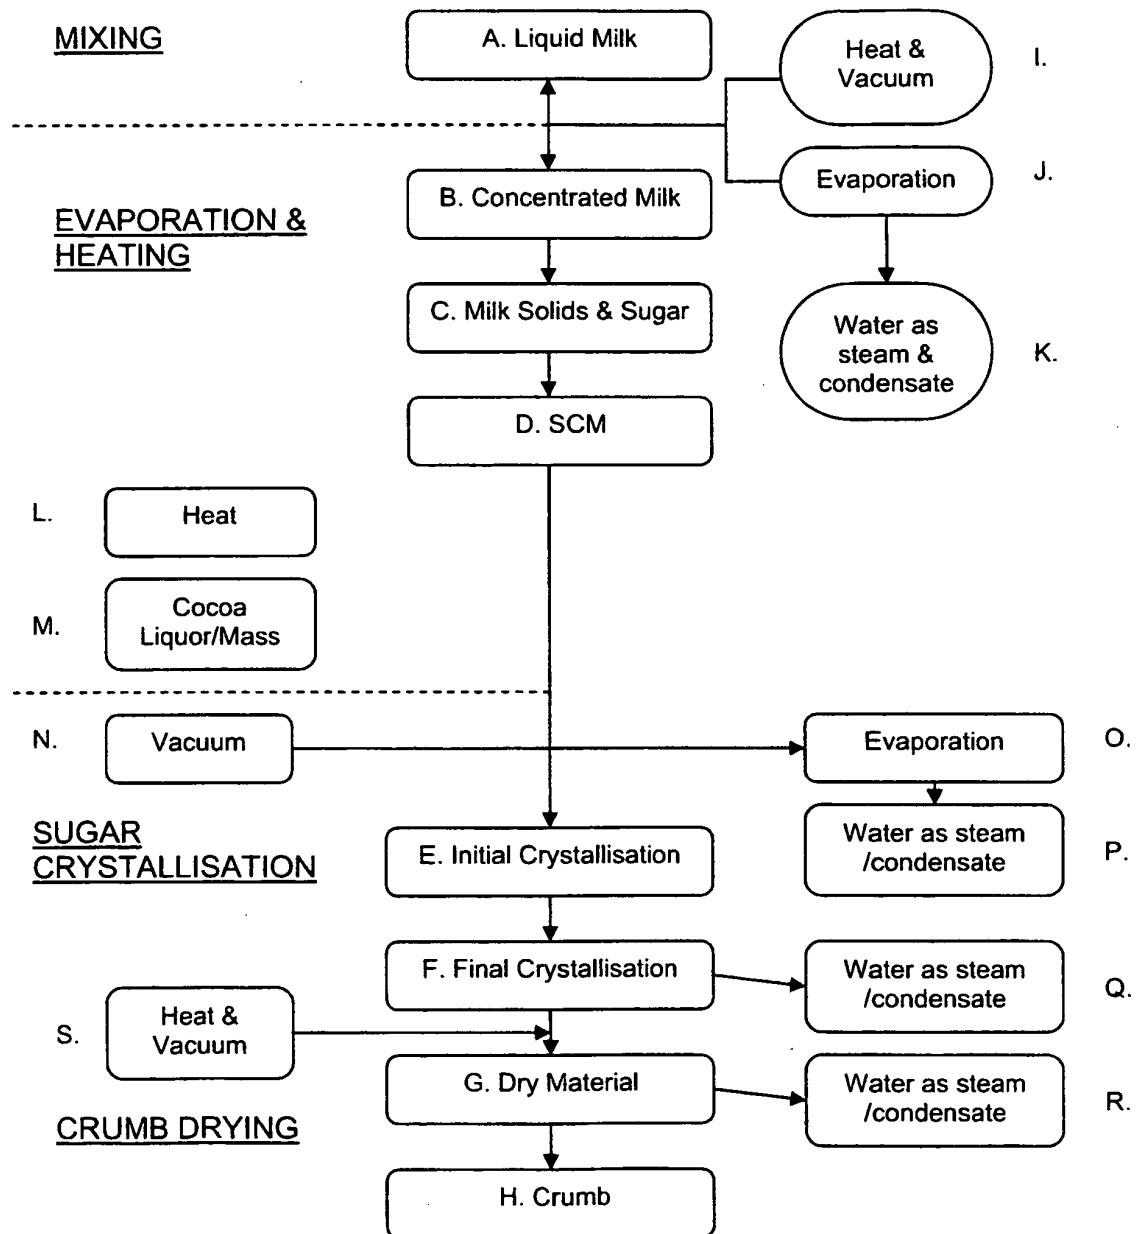 MIXING
A. Liquid Milk
Heat &
Vacuum
I.
Evaporation
J.
B. Concentrated Milk
EVAPORATION &
HEATING
C. Milk Solids & Sugar
Water as
steam &
condensate
K.
D. SCM
L.
Heat
M.
Cocoa
Liquor/Mass
N.
Vacuum
Evaporation
O.
SUGAR
CRYSTALLISATION
E. Initial Crystallisation
Water as steam
/condensate
P.
F. Final Crystallisation
Water as steam
/condensate
Q.
S.
Heat &
Vacuum
G. Dry Material
Water as steam
/condensate
R.
CRUMB DRYING
H. Crumb